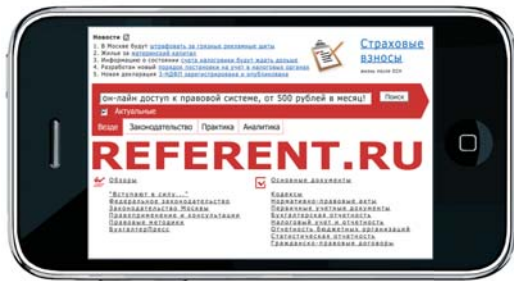 Новости
1. В Москве будут штрафовать за грязные рекламные щиты
2. Жилье за материнский капитал
3. Информацию о состоянии счета налоговики будут ждать дольше
4. Разработан новый порядок постановки на учет в налоговых органах
5. Новая декларация 3-НДФЛ зарегистрирована и опубликована
Страховые
взносы
жизнь после ЕСН
он-лайн доступ к правовой системе, от 500 рублей в месяц!
Поиск
Актуальные
Везде Законодательство Практика Аналитика
REFERENT.RU
Обзоры
"Вступают в силу..."
Федеральное законодательство
Законодательство Москвы
Правоприменение и консультации
Правовые методики
БухгалтерПресс
Основные документы
Кодексы
Нормативно-правовые акты
Первичные учетные документы
Бухгалтерская отчетность
Налоговый учет и отчетность
Отчетность бюджетных организаций
Статистическая отчетность
Гражданско-правовые договоры